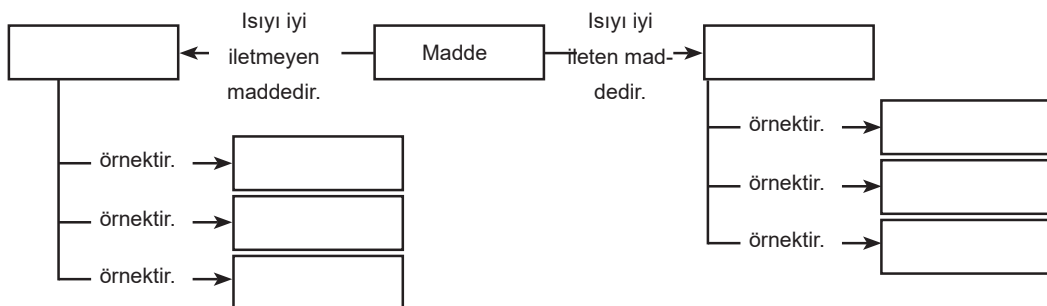 Isıyı iyi
iletmeyen
maddedir.
Madde
Isıyı iyi
ileten mad-
dedir.
örnektir.
örnektir.
örnektir.
örnektir.
örnektir.
örnektir.